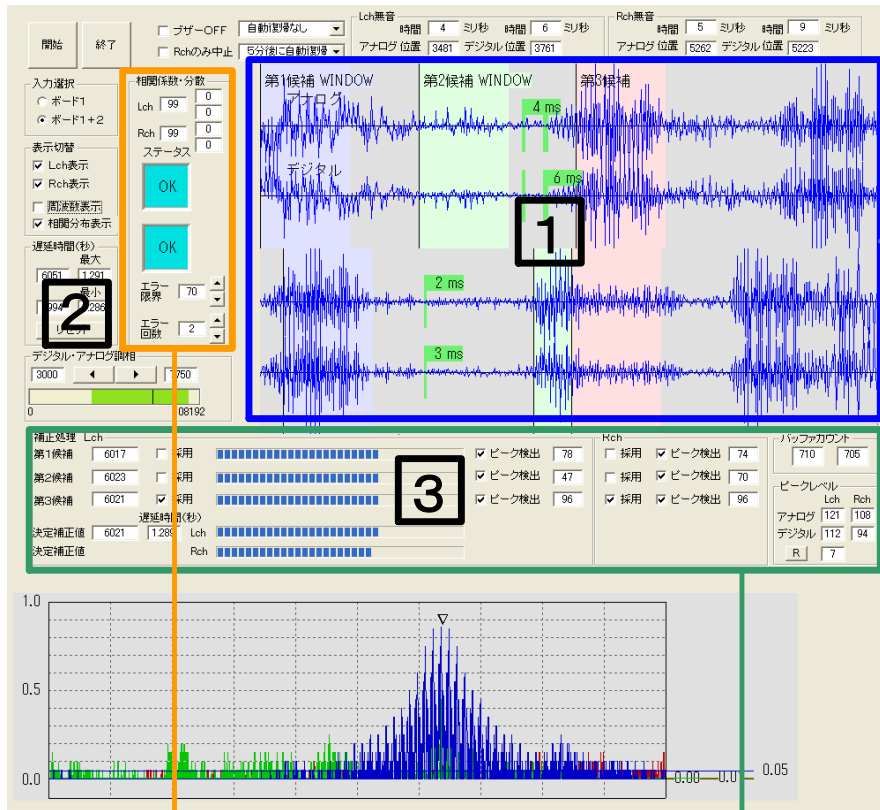 開始
終了
ブザーOFF
自動復帰なし
Rchのみ中止
5分後に自動復帰
Lch無音
時間 4 ミリ秒 時間 6 ミリ秒
アナログ位置 3481 デジタル位置 3761
Rch無音
時間 5 ミリ秒 時間 9 ミリ秒
アナログ位置 5262 デジタル位置 5223
入力選択
ボード1
ボード1+2
表示切替
Lch表示
Rch表示
周波数表示
相関分布表示
遅延時間(秒)
最大
6051 1.291
最小
リセット
2
相関係数・分散
Lch 99 0
0
Rch 99 0
0
ステータス
OK
OK
エラー限界 70
エラー回数 2
デジタル・アナログ調相
3000 7750
0 08192
第1候補 WINDOW 第2候補 WINDOW 第3候補
アナログ
4 ms
デジタル
6 ms
1
2 ms
3 ms
補正処理 Lch
第1候補 6017 採用 ピーク検出 78
第2候補 6023 採用 ピーク検出 47
第3候補 6021 採用 ピーク検出 96
3
遅延時間(秒)
決定補正値 6021 1.289 Lch
決定補正値 Rch
Rch
採用 ピーク検出 74
採用 ピーク検出 70
採用 ピーク検出 96
バッファカウント
710 705
ピークレベル
Lch Rch
アナログ 121 108
デジタル 112 94
R 7
1.0
0.5
0.0
0.00 0.0 0.05